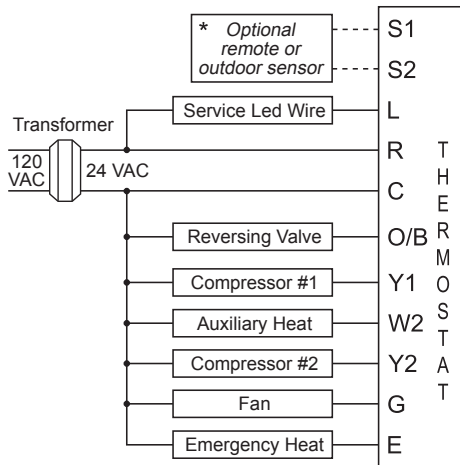 * Optional
remote or
outdoor sensor
S1
S2
Service Led Wire
L
Transformer
120
VAC
24 VAC
R
C
Reversing Valve
O/B
Compressor #1
Y1
Auxiliary Heat
W2
Compressor #2
Y2
Fan
G
Emergency Heat
E
THERMOSTAT